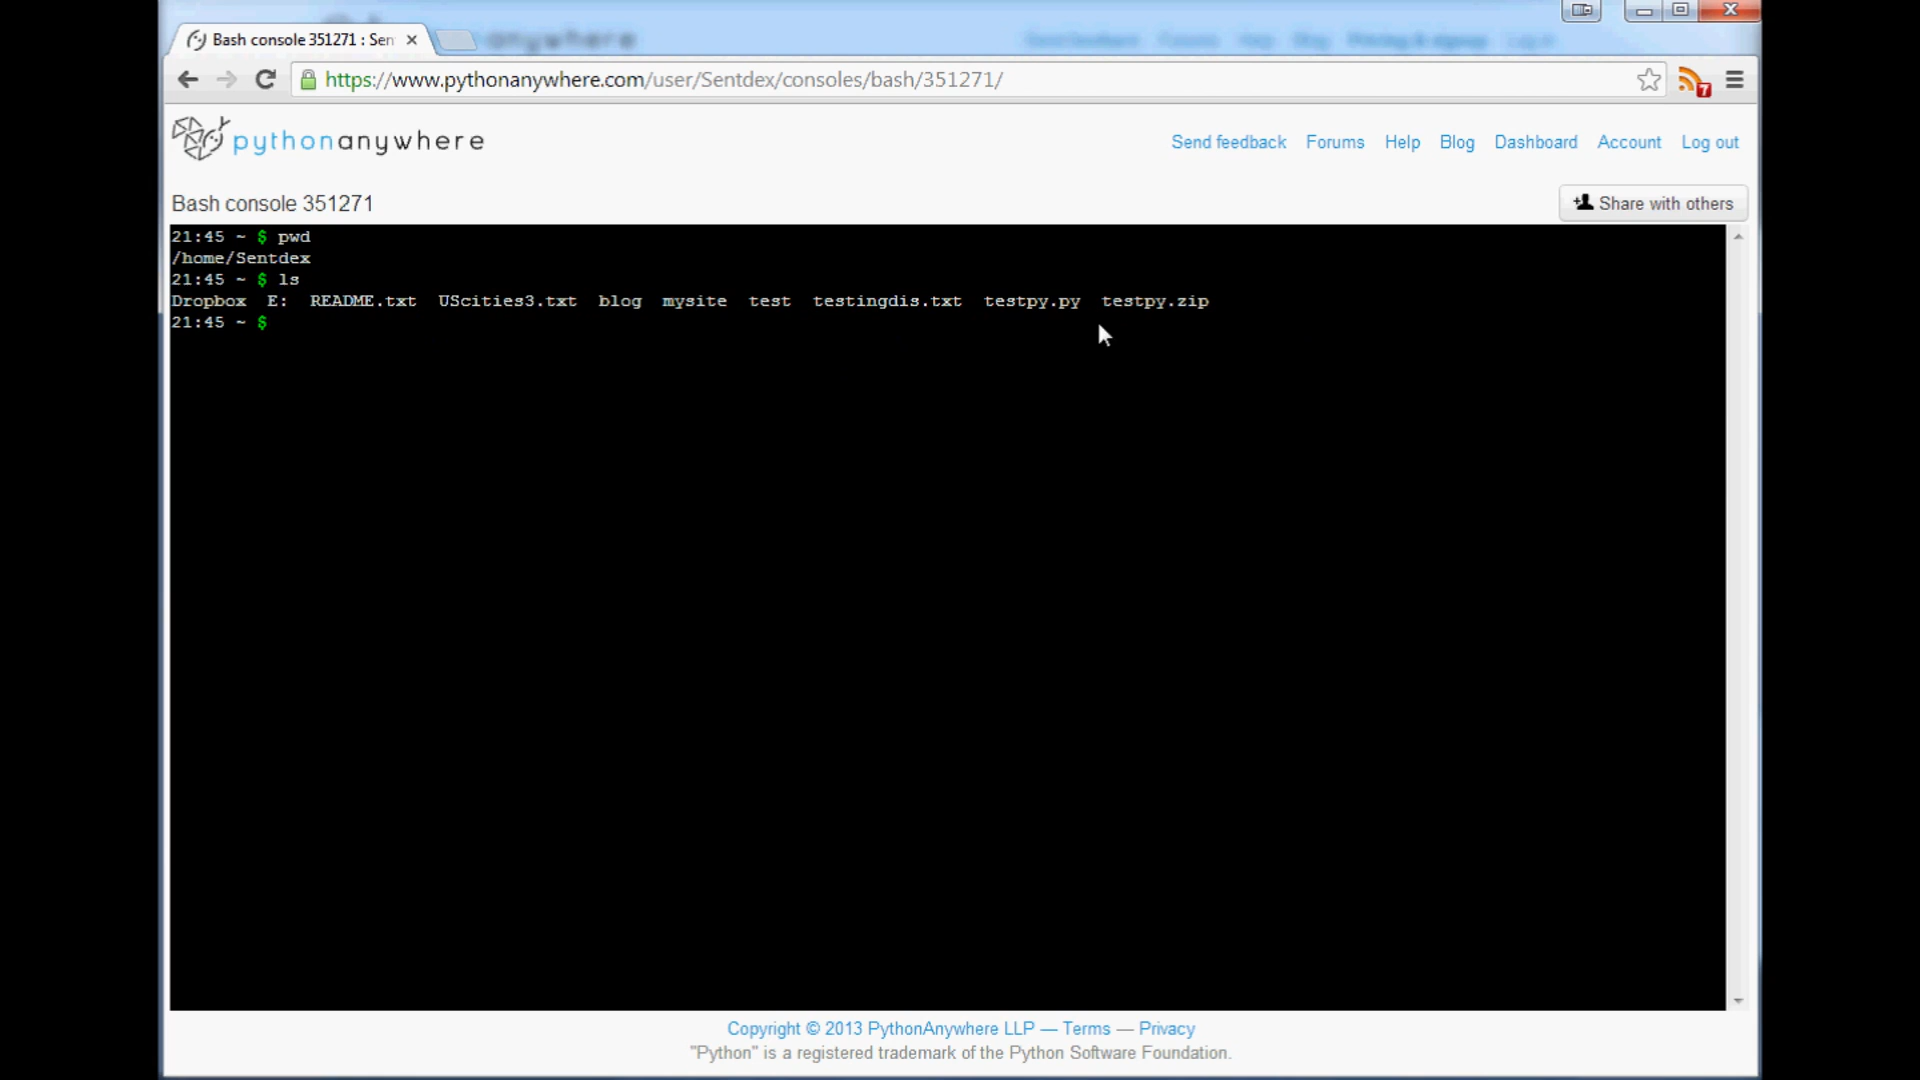 Bash console 351271 : Sen
https://www.pythonanywhere.com/user/Sentdex/consoles/bash/351271/
7
pythonanywhere
Send feedback Forums Help Blog Dashboard Account Log out
Bash console 351271
Share with others
21:45 ~ $ pwd
/home/Sentdex
21:45 ~ $ ls
Dropbox E: README.txt UScities3.txt blog mysite test testingdis.txt testpy.py testpy.zip
21:45 ~ $
Copyright © 2013 PythonAnywhere LLP — Terms — Privacy
"Python" is a registered trademark of the Python Software Foundation.